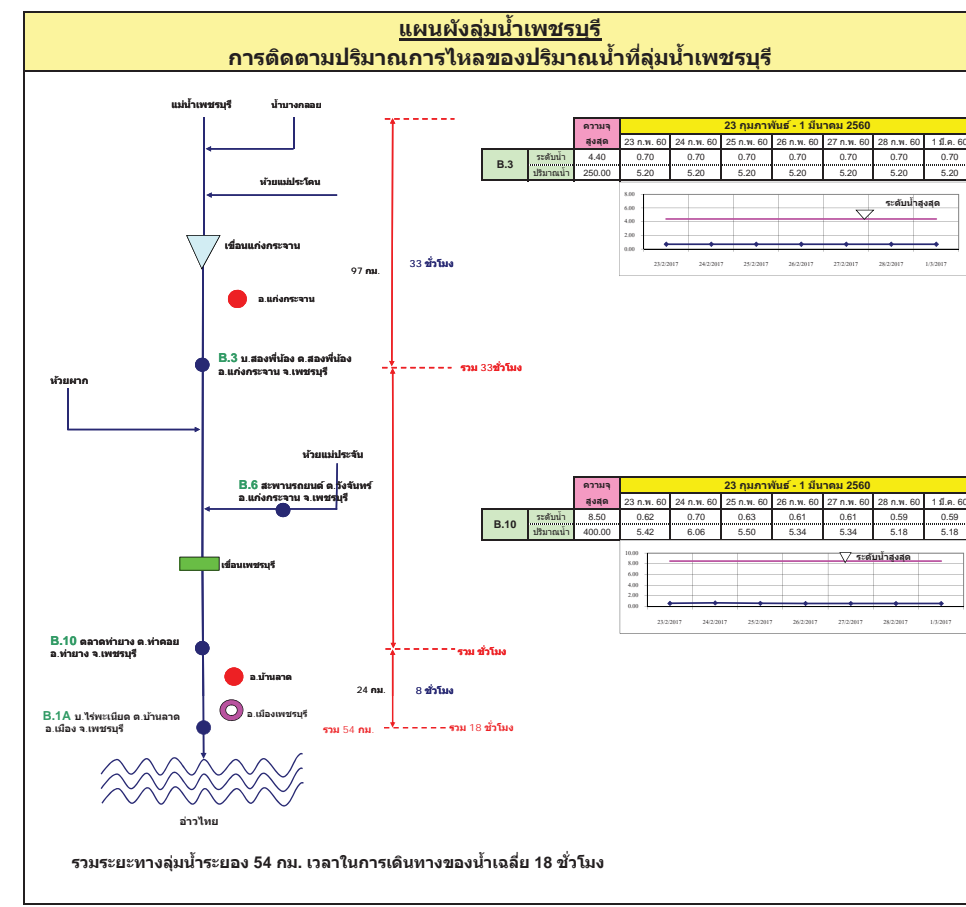 แผนผังลุ่มน้ำเพชรบุรี
การติดตามปริมาณการไหลของปริมาณน้ำที่ลุ่มน้ำเพชรบุรี
แม่น้ำเพชรบุรี
น้ำบางกลอย
ห้วยแม่ประโดน
เขื่อนแก่งกระจาน
97 กม.
33 ชั่วโมง
อ.แก่งกระจาน
B.3 บ.สองพี่น้อง ต.สองพี่น้อง
อ.แก่งกระจาน จ.เพชรบุรี
รวม 33ชั่วโมง
ห้วยผาก
ห้วยแม่ประจัน
B.6 สะพานรถยนต์ ต.วังจันทร์
อ.แก่งกระจาน จ.เพชรบุรี
เขื่อนเพชรบุรี
B.10 ตลาดท่ายาง ต.ท่าคอย
อ.ท่ายาง จ.เพชรบุรี
รวม ชั่วโมง
อ.บ้านลาด
24 กม.
8 ชั่วโมง
อ.เมืองเพชรบุรี
B.1A บ.ไร่พะเนียด ต.บ้านลาด
อ.เมือง จ.เพชรบุรี
รวม 54 กม.
รวม 18 ชั่วโมง
อ่าวไทย
รวมระยะทางลุ่มน้ำระยอง 54 กม. เวลาในการเดินทางของน้ำเฉลี่ย 18 ชั่วโมง
ความจุ 23 กุมภาพันธ์ - 1 มีนาคม 2560
สูงสุด 23 ก.พ. 60 24 ก.พ. 60 25 ก.พ. 60 26 ก.พ. 60 27 ก.พ. 60 28 ก.พ. 60 1 มี.ค. 60
B.3
ระดับน้ำ 4.40 0.70 0.70 0.70 0.70 0.70 0.70 0.70
ปริมาณน้ำ 250.00 5.20 5.20 5.20 5.20 5.20 5.20 5.20
8.00
6.00
4.00
2.00
0.00
ระดับน้ำสูงสุด
23/2/2017 24/2/2017 25/2/2017 26/2/2017 27/2/2017 28/2/2017 1/3/2017
ความจุ 23 กุมภาพันธ์ - 1 มีนาคม 2560
สูงสุด 23 ก.พ. 60 24 ก.พ. 60 25 ก.พ. 60 26 ก.พ. 60 27 ก.พ. 60 28 ก.พ. 60 1 มี.ค. 60
B.10
ระดับน้ำ 8.50 0.62 0.70 0.63 0.61 0.61 0.59 0.59
ปริมาณน้ำ 400.00 5.42 6.06 5.50 5.34 5.34 5.18 5.18
10.00
8.00
6.00
4.00
2.00
0.00
ระดับน้ำสูงสุด
23/2/2017 24/2/2017 25/2/2017 26/2/2017 27/2/2017 28/2/2017 1/3/2017